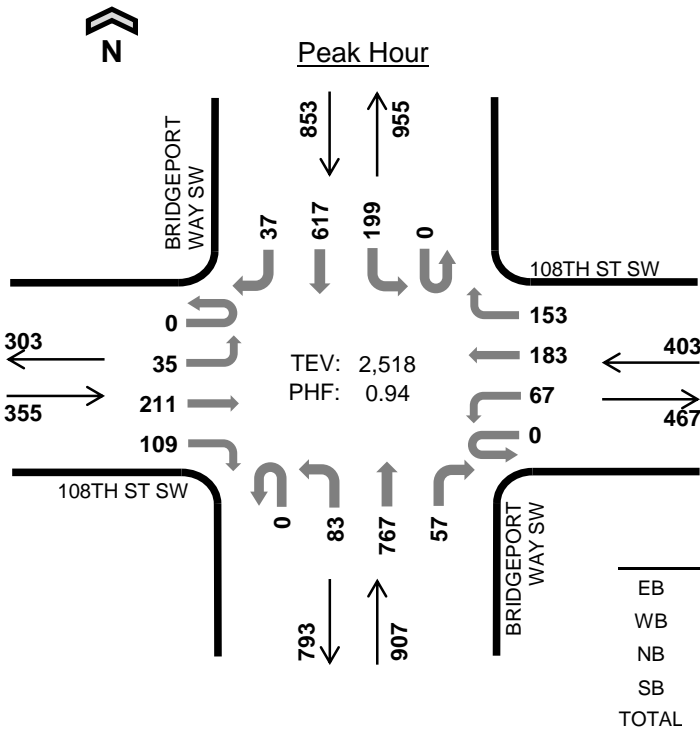 N
Peak Hour
853
955
BRIDGEPORT
WAY SW
37
617
199
0
108TH ST SW
0
153
303
35
TEV: 2,518
183
403
355
211
PHF: 0.94
67
467
109
0
108TH ST SW
0
83
767
57
BRIDGEPORT
WAY SW
793
907
EB
WB
NB
SB
TOTAL